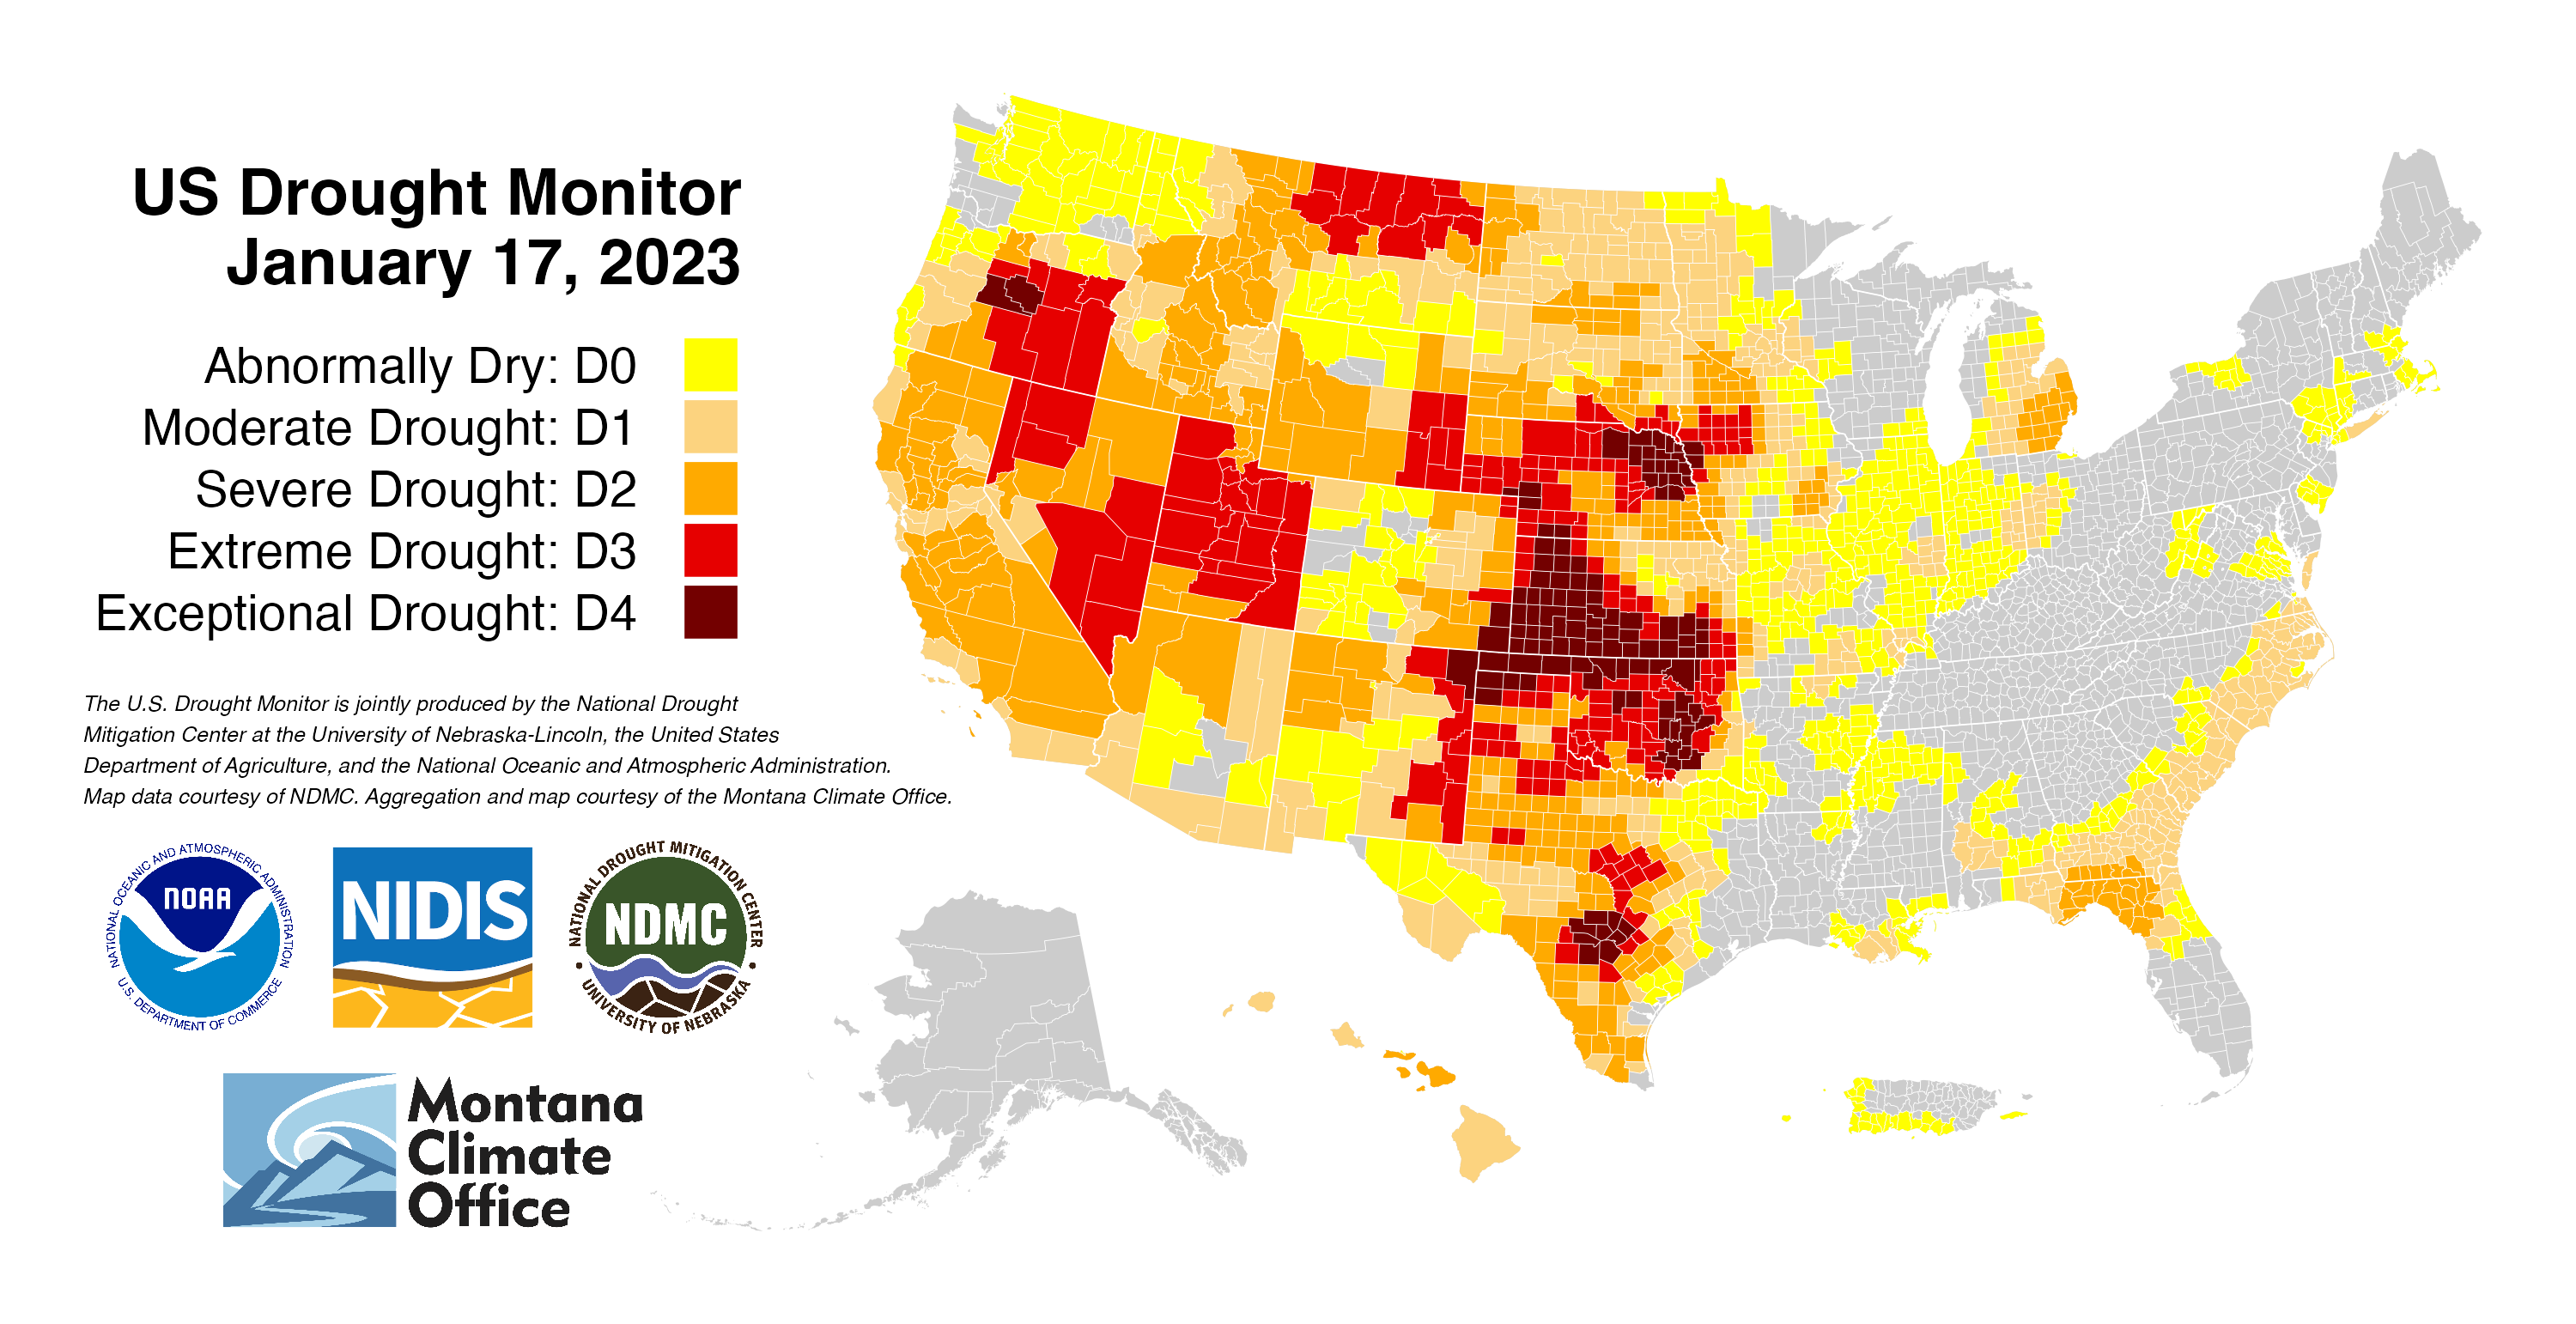 US Drought Monitor
January 17, 2023
Abnormally Dry: D0
Moderate Drought: D1
Severe Drought: D2
Extreme Drought: D3
Exceptional Drought: D4
The U.S. Drought Monitor is jointly produced by the National Drought
Mitigation Center at the University of Nebraska-Lincoln, the United States
Department of Agriculture, and the National Oceanic and Atmospheric Administration.
Map data courtesy of NDMC. Aggregation and map courtesy of the Montana Climate Office.
NATIONAL OCEANIC AND ATMOSPHERIC ADMINISTRATION
NOAA
U.S. DEPARTMENT OF COMMERCE
NIDIS
NATIONAL DROUGHT MITIGATION CENTER
NDMC
UNIVERSITY OF NEBRASKA
Montana
Climate
Office